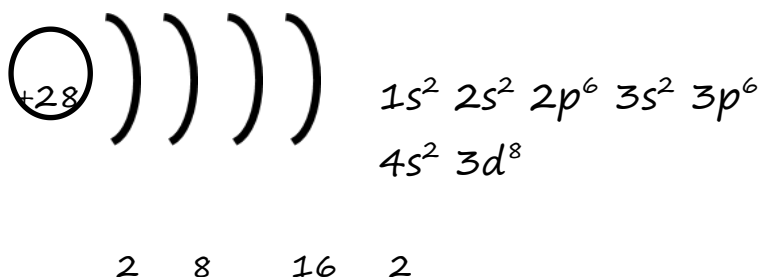 +28
1s² 2s² 2p⁶ 3s² 3p⁶
4s² 3d⁸
2 8 16 2